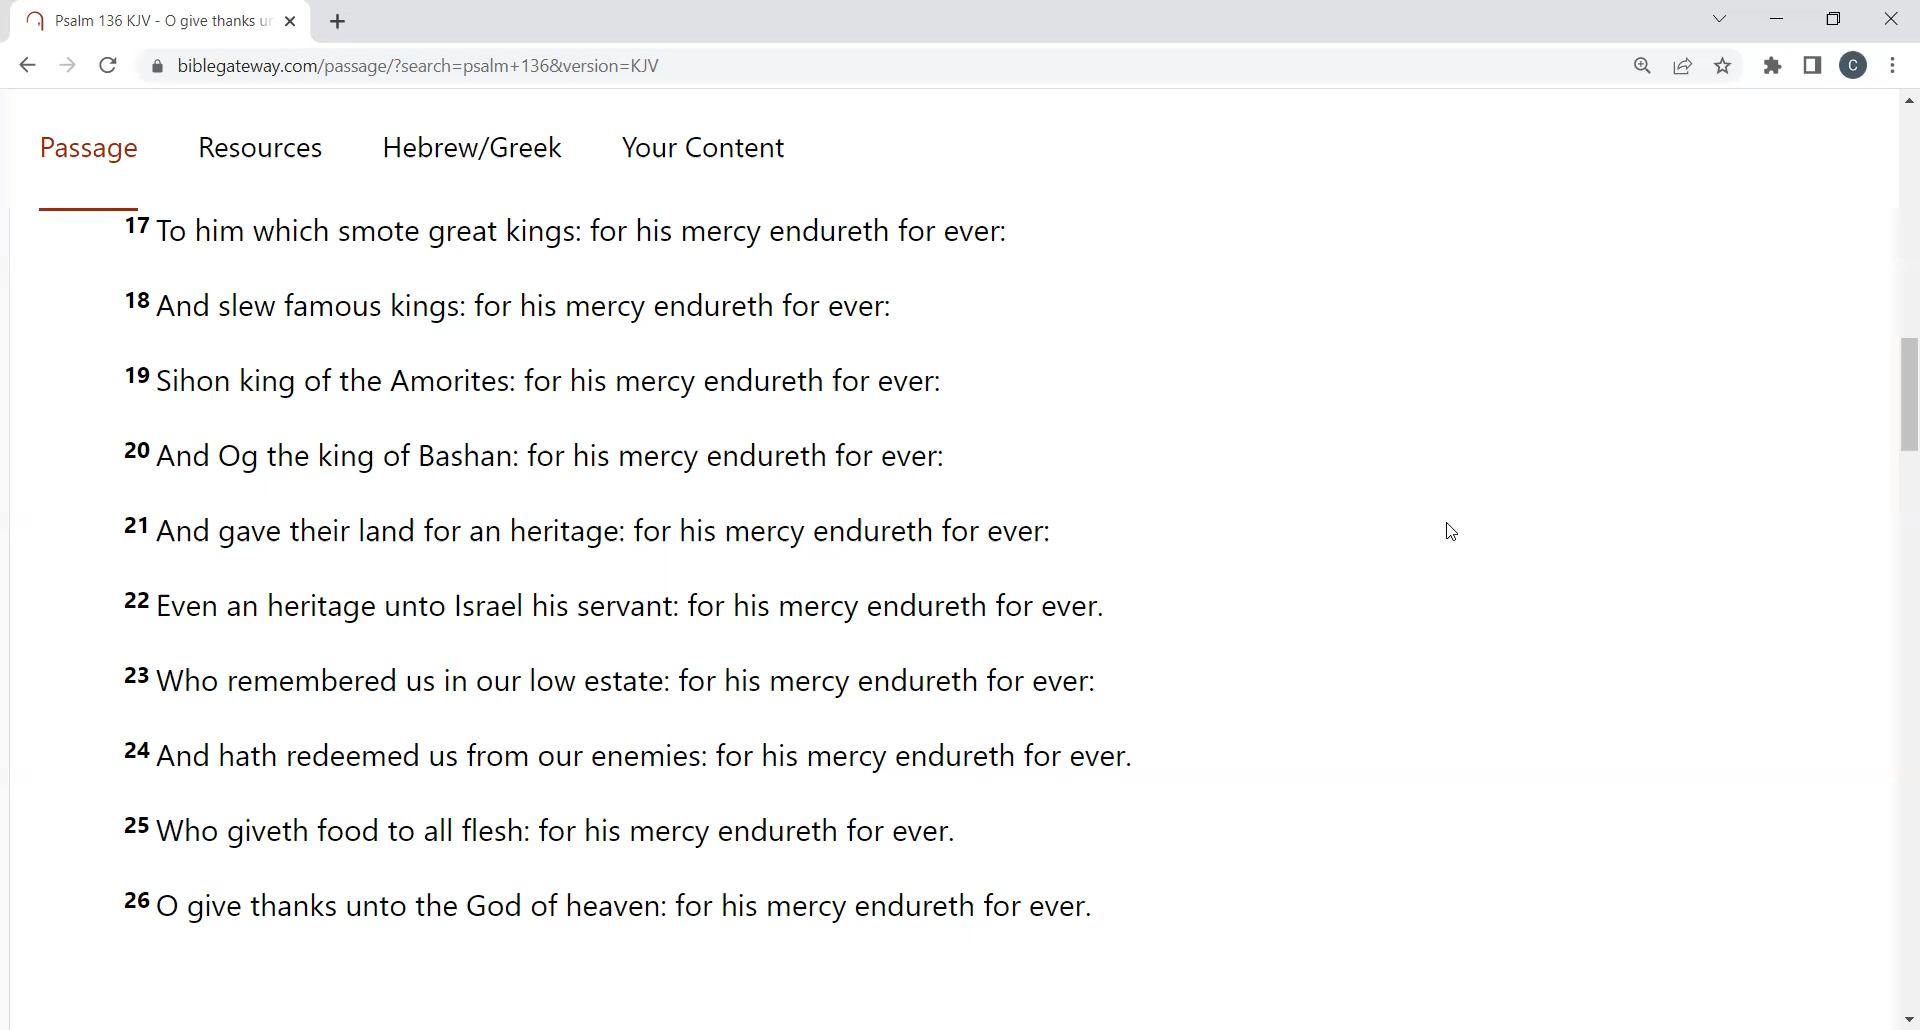 Psalm 136 KJV - O give thanks un
biblegateway.com/passage/?search=psalm+136&version=KJV
C
Passage Resources Hebrew/Greek Your Content
17 To him which smote great kings: for his mercy endureth for ever:
18 And slew famous kings: for his mercy endureth for ever:
19 Sihon king of the Amorites: for his mercy endureth for ever:
20 And Og the king of Bashan: for his mercy endureth for ever:
21 And gave their land for an heritage: for his mercy endureth for ever:
22 Even an heritage unto Israel his servant: for his mercy endureth for ever.
23 Who remembered us in our low estate: for his mercy endureth for ever:
24 And hath redeemed us from our enemies: for his mercy endureth for ever.
25 Who giveth food to all flesh: for his mercy endureth for ever.
26 O give thanks unto the God of heaven: for his mercy endureth for ever.